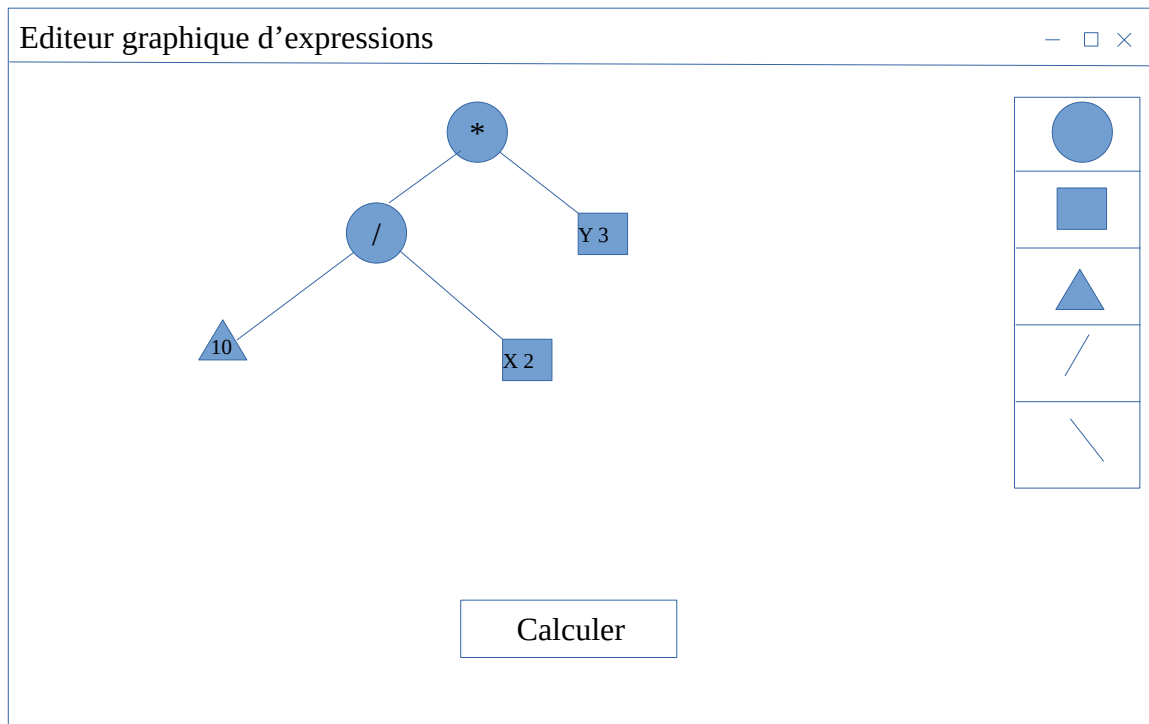 Editeur graphique d’expressions
*
/
Y 3
10
X 2
Calculer